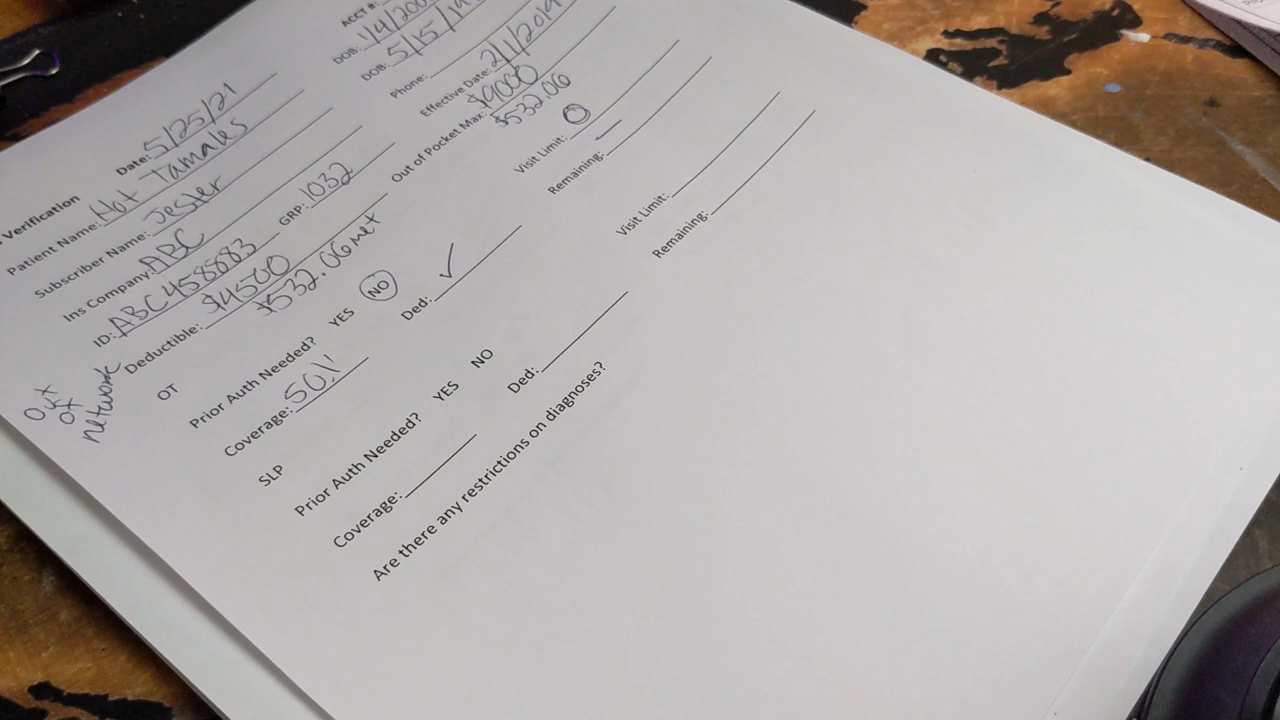 ACCT #:
Verification Date: 5/25/21
Patient Name: Hot Tamales DOB: 1/4/200
Subscriber Name: Jester DOB: 5/15/19
Ins Company: ABC Phone:
ID: ABC458883 GRP: 1032 Effective Date: 2/1/2019
Deductible: $4500 Out of Pocket Max: $9000
$532.06 met $532.06
out
of
network
OT
Prior Auth Needed? YES NO Visit Limit: 0
Coverage: 50% Ded: ✓ Remaining: —
SLP
Prior Auth Needed? YES NO Visit Limit:
Coverage: Ded: Remaining:
Are there any restrictions on diagnoses?